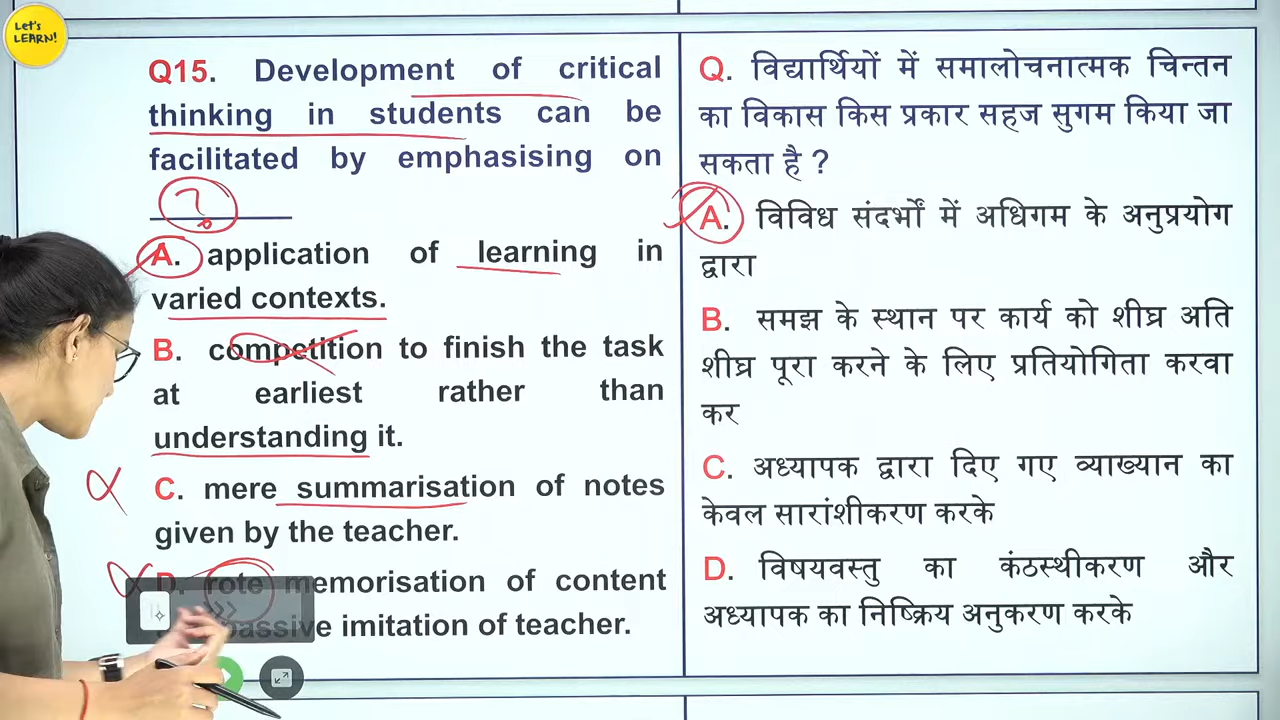 Let's
LEARN!
Q15. Development of critical
thinking in students can be
facilitated by emphasising on
?
A. application of learning in
varied contexts.
B. competition to finish the task
at earliest rather than
understanding it.
C. mere summarisation of notes
given by the teacher.
D. rote memorisation of content
passive imitation of teacher.
Q. विद्यार्थियों में समालोचनात्मक चिन्तन
का विकास किस प्रकार सहज सुगम किया जा
सकता है ?
A. विविध संदर्भों में अधिगम के अनुप्रयोग
द्वारा
B. समझ के स्थान पर कार्य को शीघ्र अति
शीघ्र पूरा करने के लिए प्रतियोगिता करवा
कर
C. अध्यापक द्वारा दिए गए व्याख्यान का
केवल सारांशीकरण करके
D. विषयवस्तु का कंठस्थीकरण और
अध्यापक का निष्क्रिय अनुकरण करके